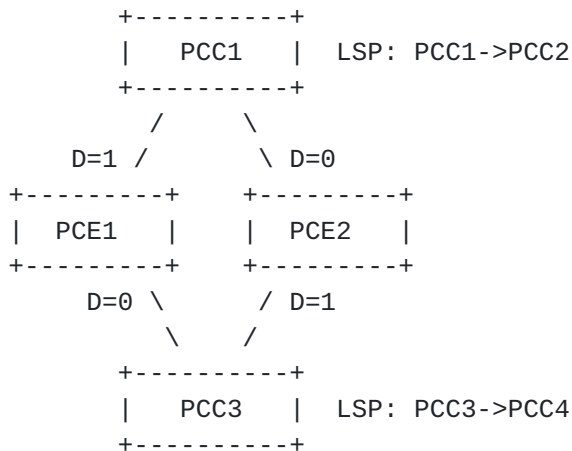 +----------+
|   PCC1   |  LSP: PCC1->PCC2
+----------+
/     \
D=1 /       \ D=0
+---------+    +---------+
|  PCE1   |    |  PCE2   |
+---------+    +---------+
D=0 \      / D=1
\    /
+----------+
|   PCC3   |  LSP: PCC3->PCC4
+----------+